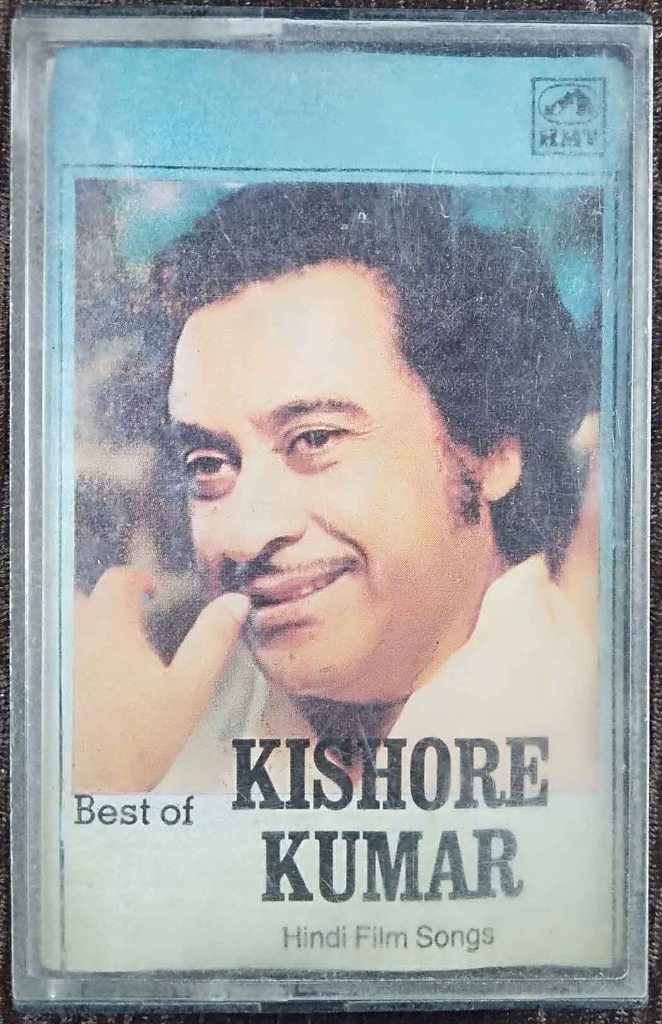 HMV
Best of KISHORE
KUMAR
Hindi Film Songs